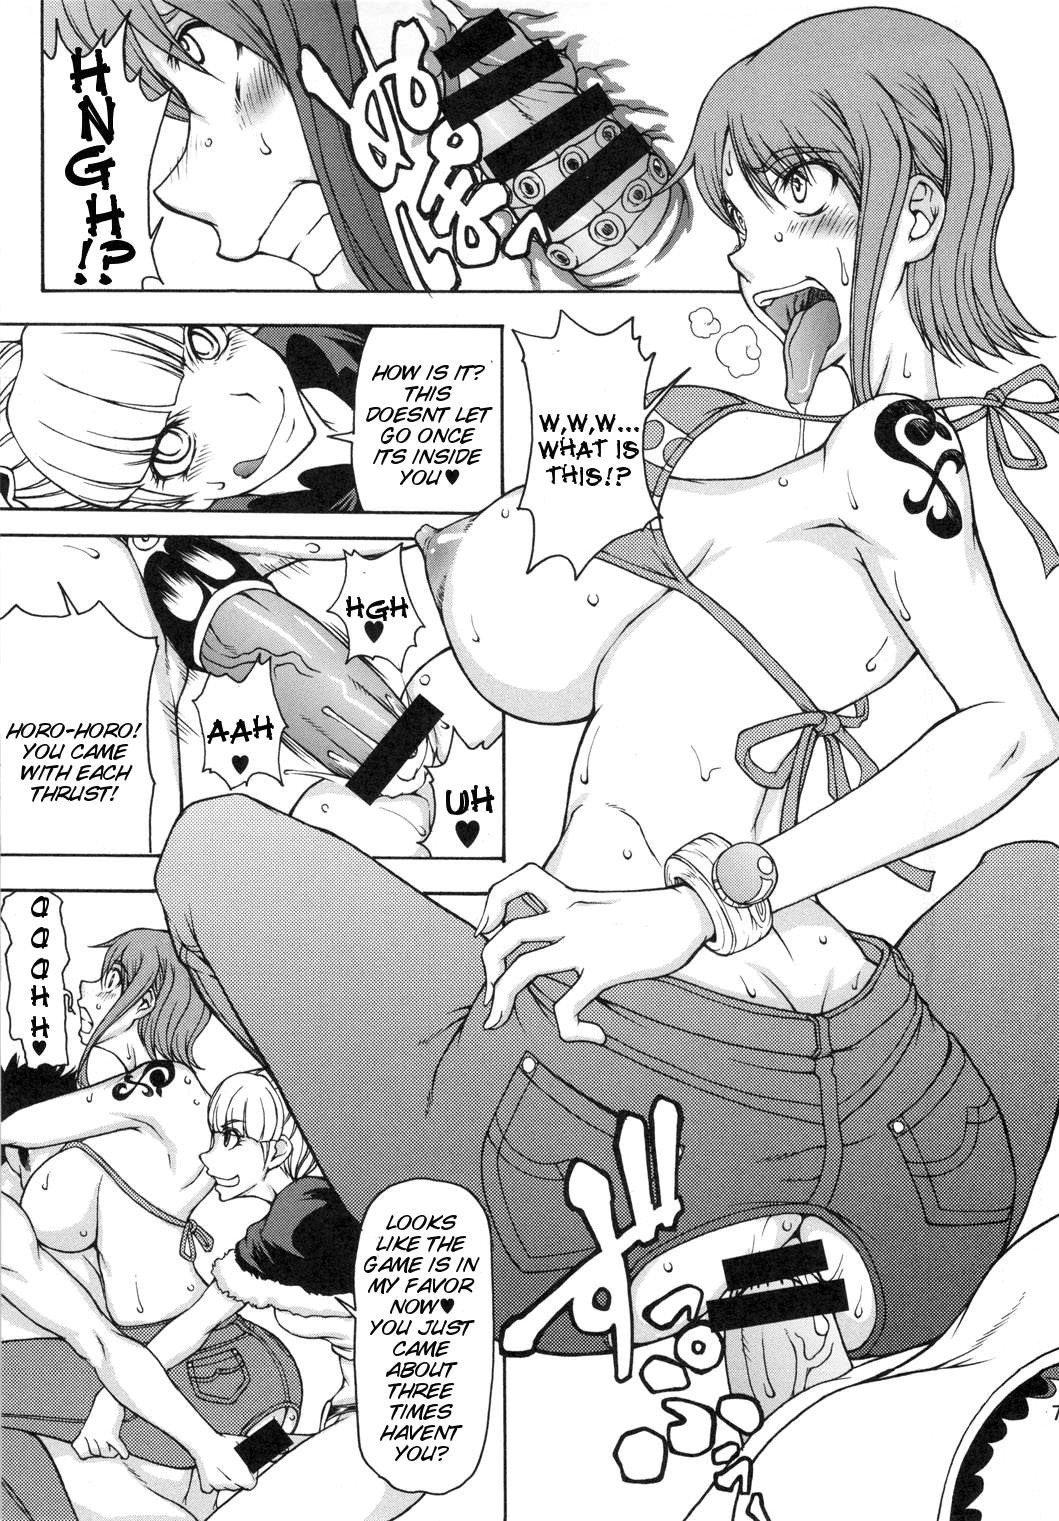 HNGH!?
W,W,W...
WHAT IS
THIS!?
HOW IS IT?
THIS
DOESNT LET
GO ONCE
ITS INSIDE
YOU♥
HGH
♥
AAH
♥
UH
♥
HORO-HORO!
YOU CAME
WITH EACH
THRUST!
OOOHH♥
LOOKS
LIKE THE
GAME IS IN
MY FAVOR
NOW♥
YOU JUST
CAME
ABOUT
THREE
TIMES
HAVENT
YOU?
7